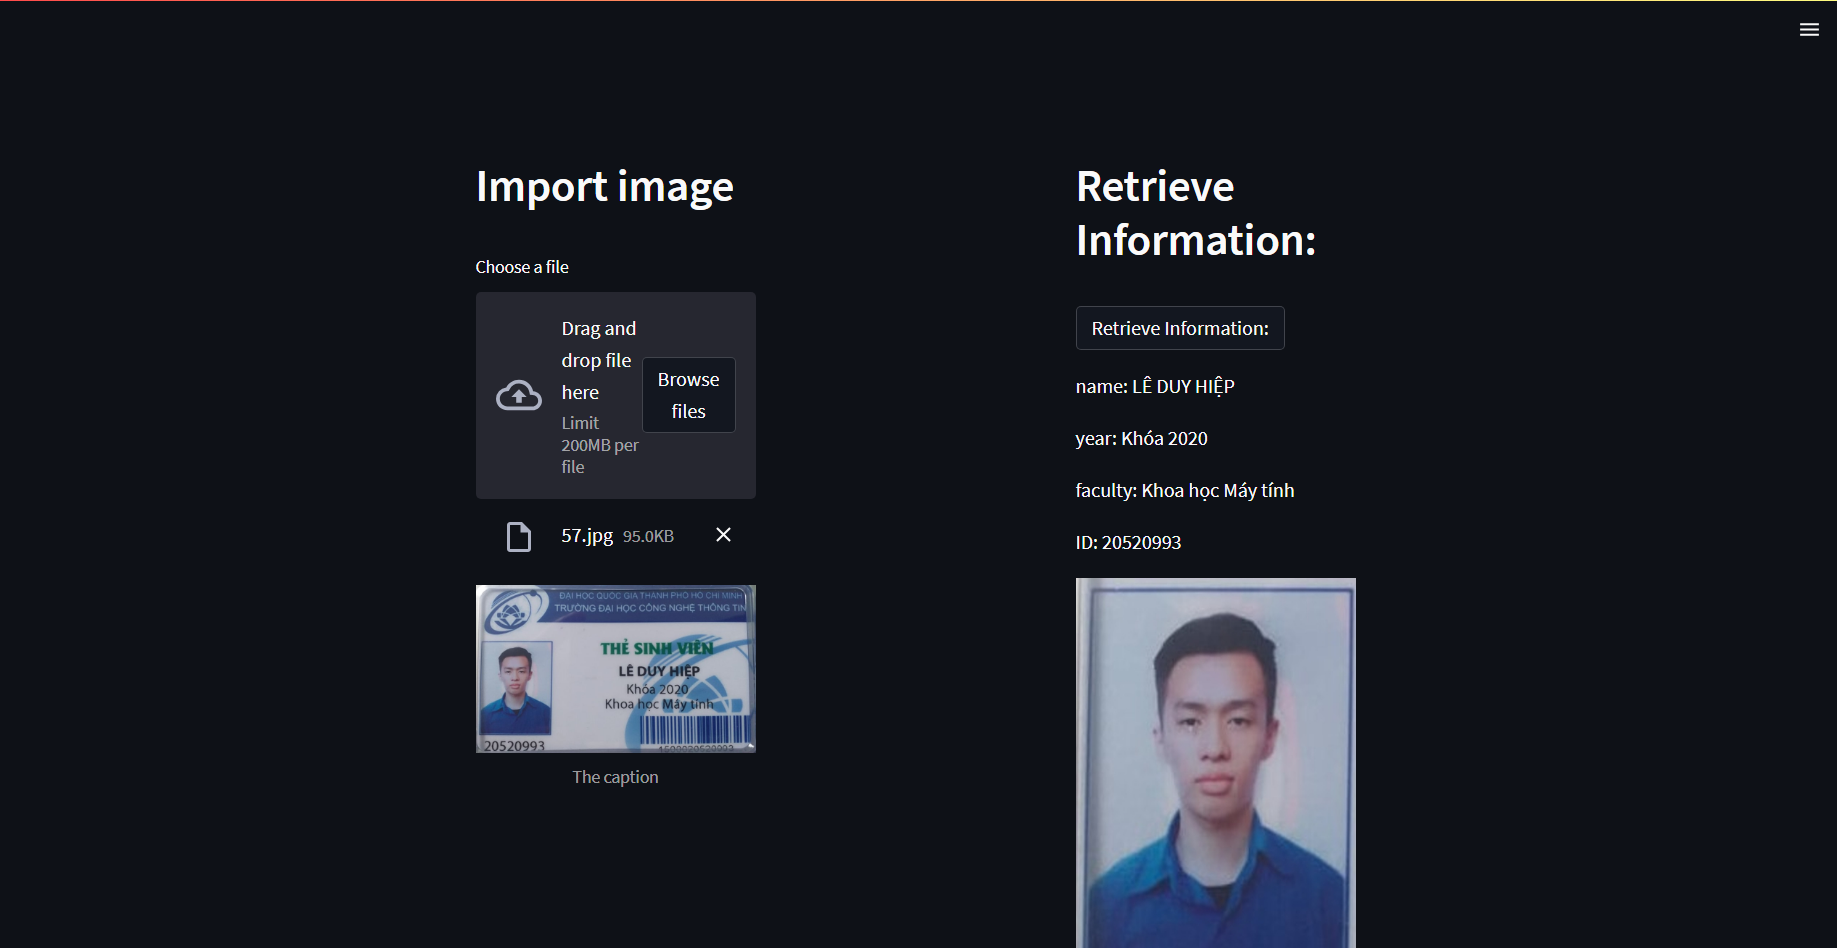 Import image
Choose a file
Drag and
drop file
here
Limit
200MB per
file
Browse
files
57.jpg 95.0KB
ĐẠI HỌC QUỐC GIA THÀNH PHỐ HỒ CHÍ MINH
TRƯỜNG ĐẠI HỌC CÔNG NGHỆ THÔNG TIN
THẺ SINH VIÊN
LÊ DUY HIỆP
Khóa 2020
Khoa học Máy tính
20520993
The caption
Retrieve
Information:
Retrieve Information:
name: LÊ DUY HIỆP
year: Khóa 2020
faculty: Khoa học Máy tính
ID: 20520993